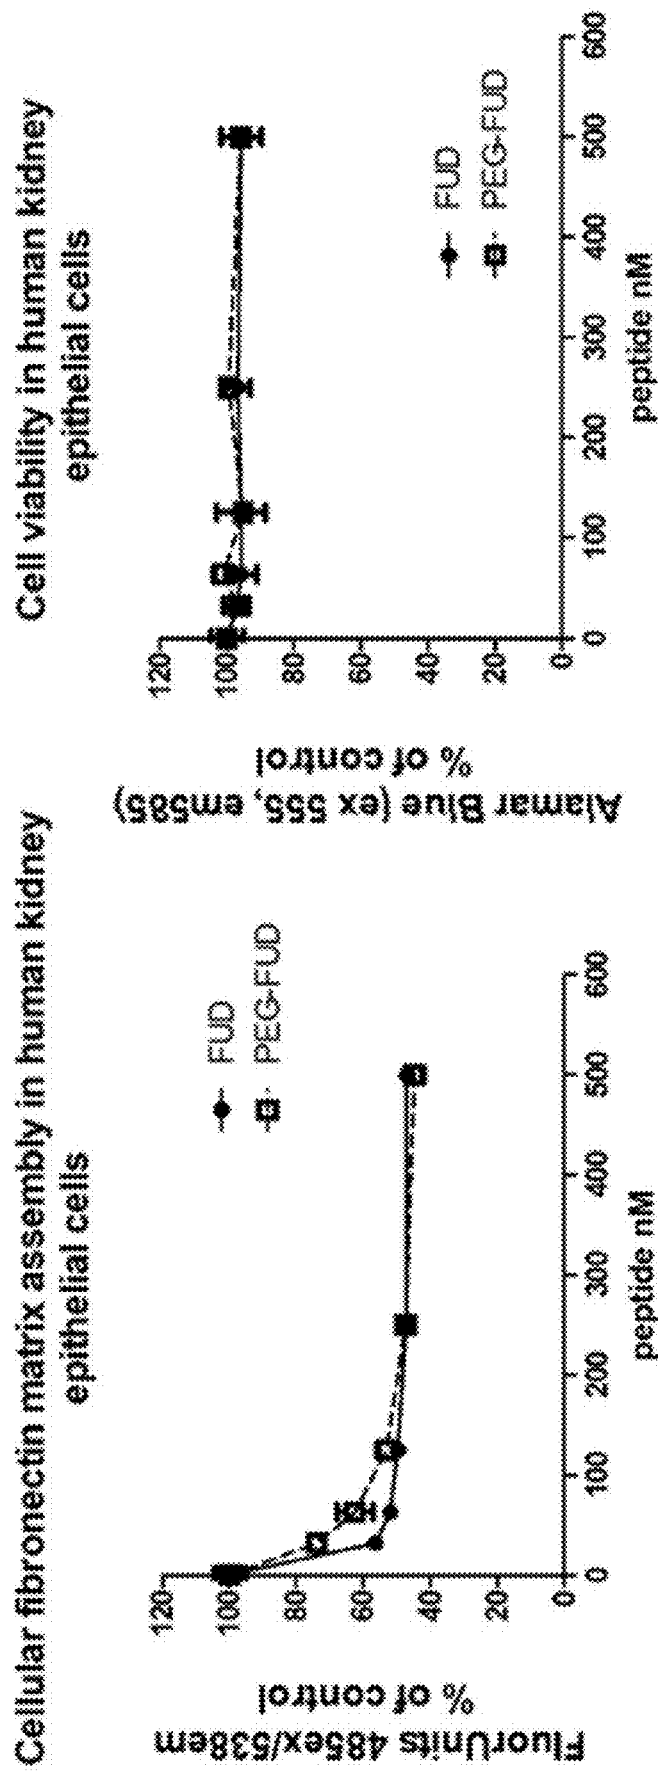 Cellular fibronectin matrix assembly in human kidney
epithelial cells
FluorUnits 485ex/538em
% of control
120
100
80
60
40
20
0
0 100 200 300 400 500 600
peptide nM
FUD
PEG-FUD
Cell viability in human kidney
epithelial cells
Alamar Blue (ex 555, em585)
% of control
120
100
80
60
40
20
0
0 100 200 300 400 500 600
peptide nM
FUD
PEG-FUD